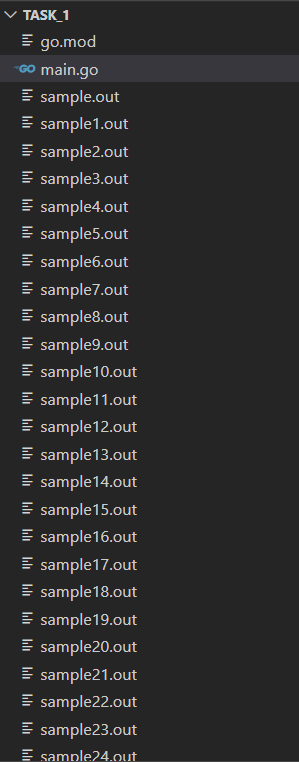 TASK_1
go.mod
GO main.go
sample.out
sample1.out
sample2.out
sample3.out
sample4.out
sample5.out
sample6.out
sample7.out
sample8.out
sample9.out
sample10.out
sample11.out
sample12.out
sample13.out
sample14.out
sample15.out
sample16.out
sample17.out
sample18.out
sample19.out
sample20.out
sample21.out
sample22.out
sample23.out
sample24.out